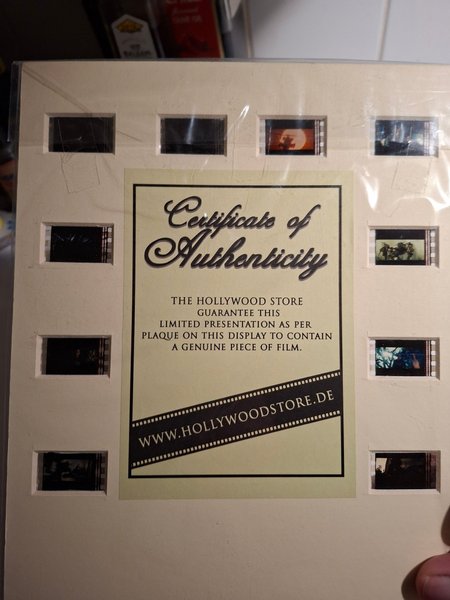 Certificate of
Authenticity
THE HOLLYWOOD STORE
GUARANTEE THIS
LIMITED PRESENTATION AS PER
PLAQUE ON THIS DISPLAY TO CONTAIN
A GENUINE PIECE OF FILM.
WWW.HOLLYWOODSTORE.DE